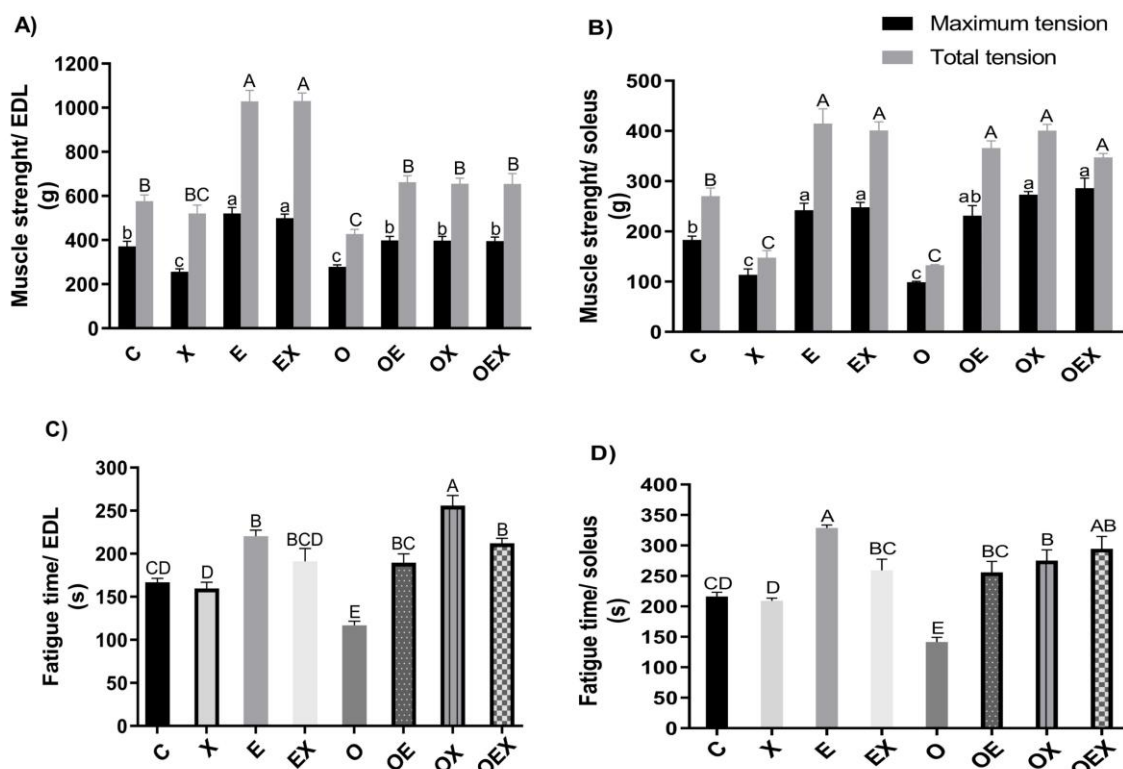 A)
Muscle strenght/ EDL
(g)
1200
1000
800
600
400
200
0
b B
c BC
a A
a A
c C
b B
b B
b B
C X E EX O OE OX OEX
B)
Maximum tension
Total tension
Muscle strenght/ soleus
(g)
500
400
300
200
100
0
b B
c C
a A
a A
c C
ab A
a A
a A
C X E EX O OE OX OEX
C)
Fatigue time/ EDL
(s)
300
250
200
150
100
50
0
CD D B BCD E BC A B
C X E EX O OE OX OEX
D)
Fatigue time/ soleus
(s)
400
350
300
250
200
150
100
50
0
CD D A BC E BC B AB
C X E EX O OE OX OEX